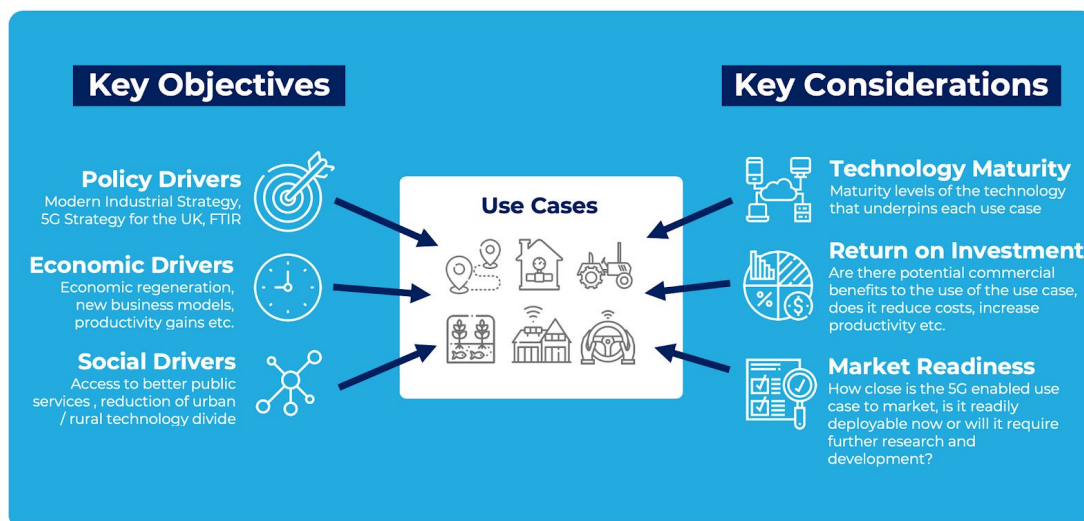 Key Objectives
Policy Drivers
Modern Industrial Strategy,
5G Strategy for the UK, FTIR
Economic Drivers
Economic regeneration,
new business models,
productivity gains etc.
Social Drivers
Access to better public
services , reduction of urban
/ rural technology divide
Use Cases
Key Considerations
Technology Maturity
Maturity levels of the technology
that underpins each use case
Return on Investment
Are there potential commercial
benefits to the use of the use case,
does it reduce costs, increase
productivity etc.
Market Readiness
How close is the 5G enabled use
case to market, is it readily
deployable now or will it require
further research and
development?